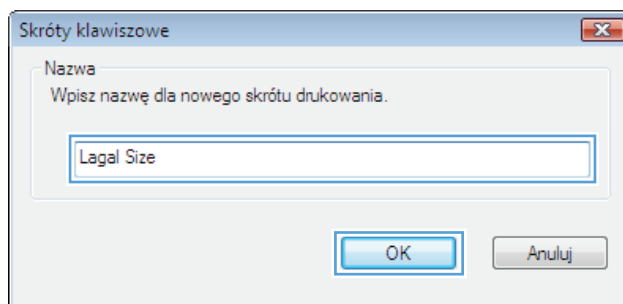 Skróty klawiszowe
Nazwa
Wpisz nazwę dla nowego skrótu drukowania.
Lagal Size
OK
Anuluj